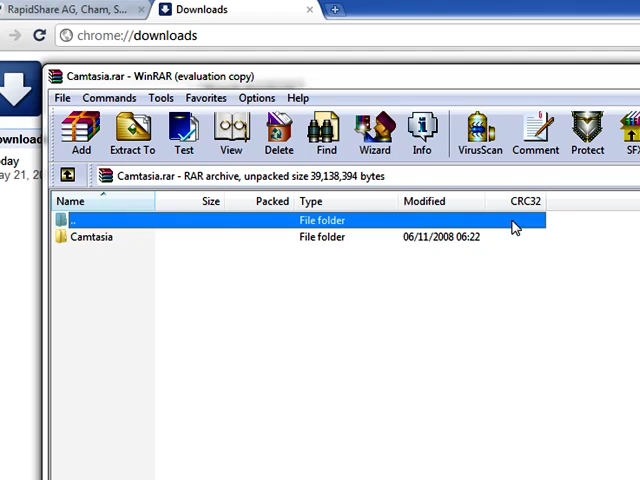 RapidShare AG, Cham, S...
Downloads
chrome://downloads
Camtasia.rar - WinRAR (evaluation copy)
File Commands Tools Favorites Options Help
Add Extract To Test View Delete Find Wizard Info VirusScan Comment Protect SFX
Camtasia.rar - RAR archive, unpacked size 39,138,394 bytes
Name Size Packed Type Modified CRC32
.. File folder
Camtasia File folder 06/11/2008 06:22